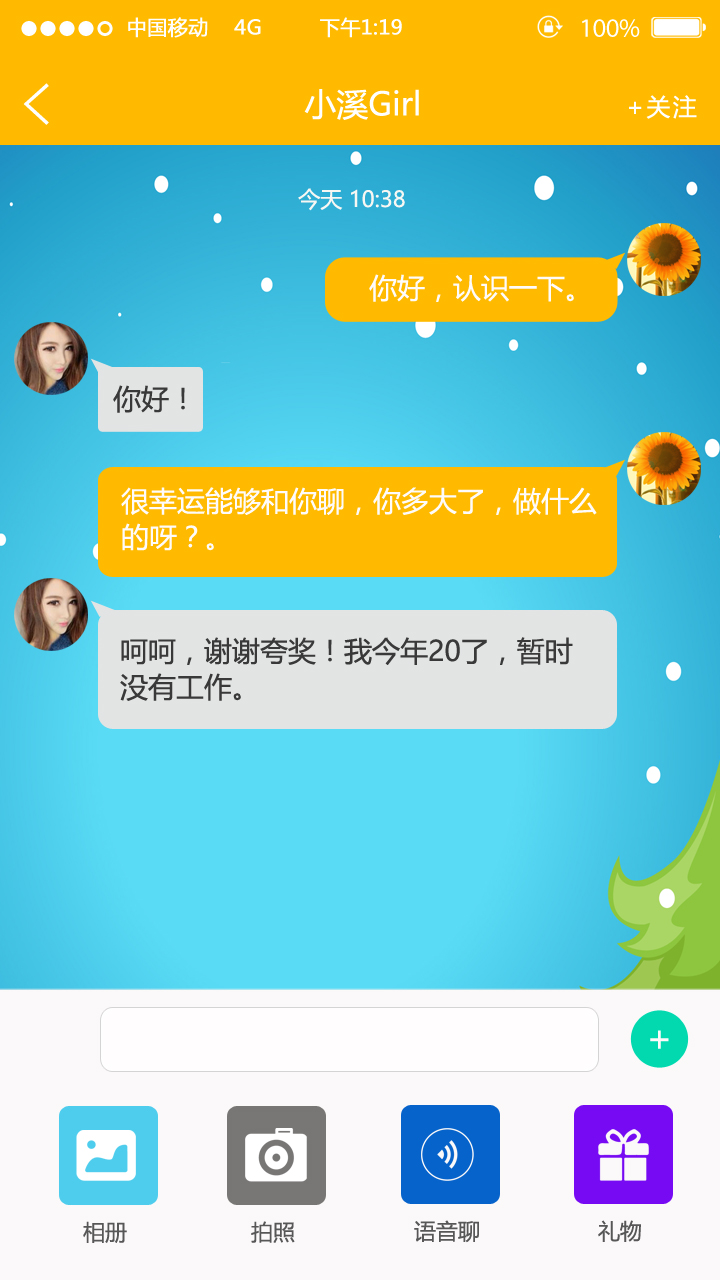 中国移动 4G 下午1:19 100%
小溪Girl
+关注
今天 10:38
你好，认识一下。
你好！
很幸运能够和你聊，你多大了，做什么
的呀？。
呵呵，谢谢夸奖！我今年20了，暂时
没有工作。
+
相册 拍照 语音聊 礼物